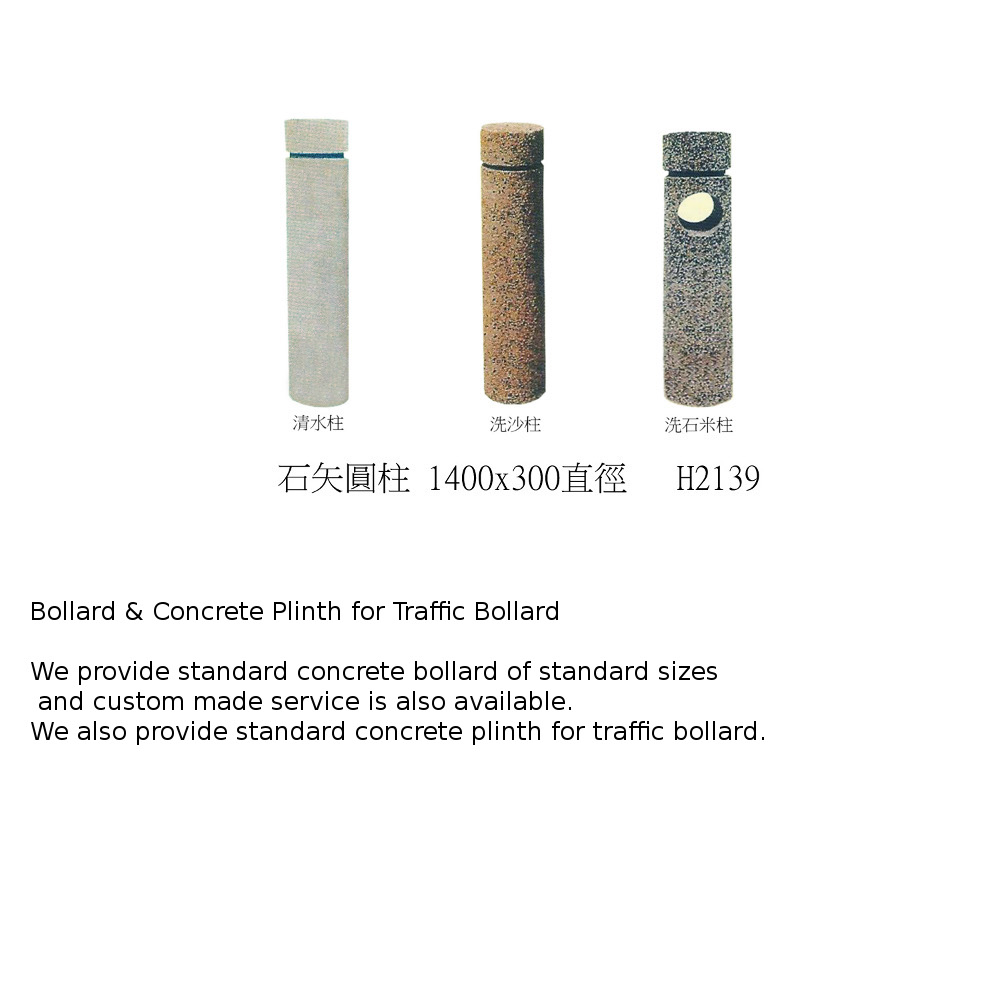 清水柱 洗沙柱 洗石米柱
石矢圓柱 1400x300直徑 H2139
Bollard & Concrete Plinth for Traffic Bollard
We provide standard concrete bollard of standard sizes
and custom made service is also available.
We also provide standard concrete plinth for traffic bollard.